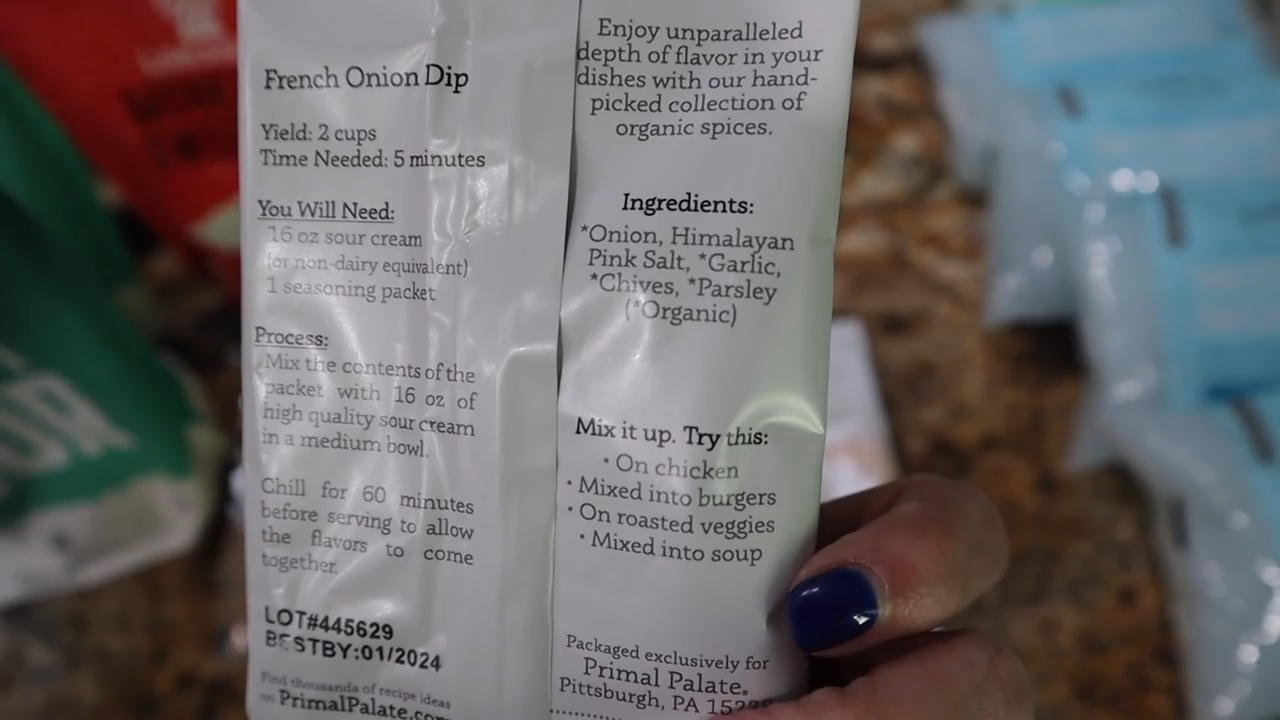 French Onion Dip
Yield: 2 cups
Time Needed: 5 minutes
You Will Need:
16 oz sour cream
(or non-dairy equivalent)
1 seasoning packet
Process:
Mix the contents of the
packet with 16 oz of
high quality sour cream
in a medium bowl.
Chill for 60 minutes
before serving to allow
the flavors to come
together.
LOT#445629
BESTBY:01/2024
Find thousands of recipe ideas
on PrimalPalate.com
Enjoy unparalleled
depth of flavor in your
dishes with our hand-
picked collection of
organic spices.
Ingredients:
*Onion, Himalayan
Pink Salt, *Garlic,
*Chives, *Parsley
(*Organic)
Mix it up. Try this:
• On chicken
• Mixed into burgers
• On roasted veggies
• Mixed into soup
Packaged exclusively for
Primal Palate.
Pittsburgh, PA